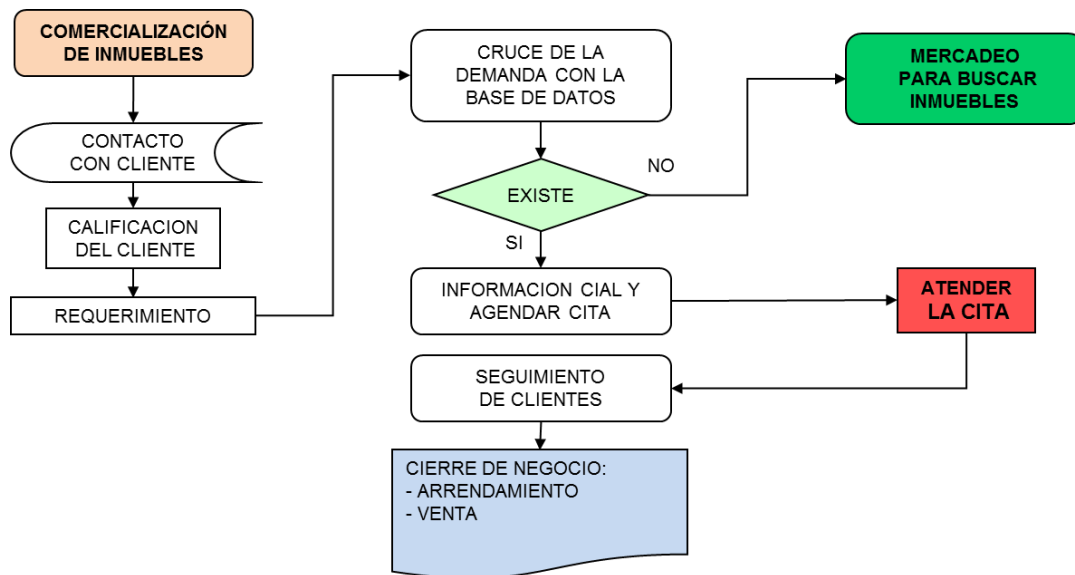 COMERCIALIZACIÓN
DE INMUEBLES
CONTACTO
CON CLIENTE
CALIFICACION
DEL CLIENTE
REQUERIMIENTO
CRUCE DE LA
DEMANDA CON LA
BASE DE DATOS
EXISTE
NO
SI
MERCADEO
PARA BUSCAR
INMUEBLES
INFORMACION CIAL Y
AGENDAR CITA
ATENDER
LA CITA
SEGUIMIENTO
DE CLIENTES
CIERRE DE NEGOCIO:
- ARRENDAMIENTO
- VENTA